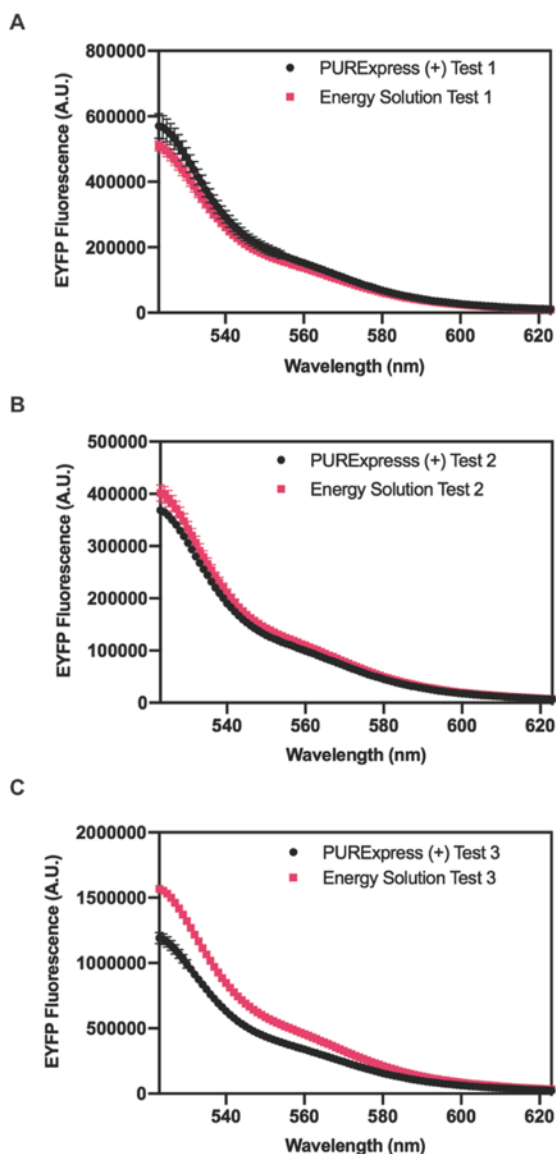 A
800000
PURExpress (+) Test 1
Energy Solution Test 1
600000
400000
200000
0
540 560 580 600 620
Wavelength (nm)
EYFP Fluorescence (A.U.)
B
500000
PURExpresss (+) Test 2
Energy Solution Test 2
400000
300000
200000
100000
0
540 560 580 600 620
Wavelength (nm)
EYFP Fluorescence (A.U.)
C
2000000
PURExpress (+) Test 3
Energy Solution Test 3
1500000
1000000
500000
0
540 560 580 600 620
Wavelength (nm)
EYFP Fluorescence (A.U.)